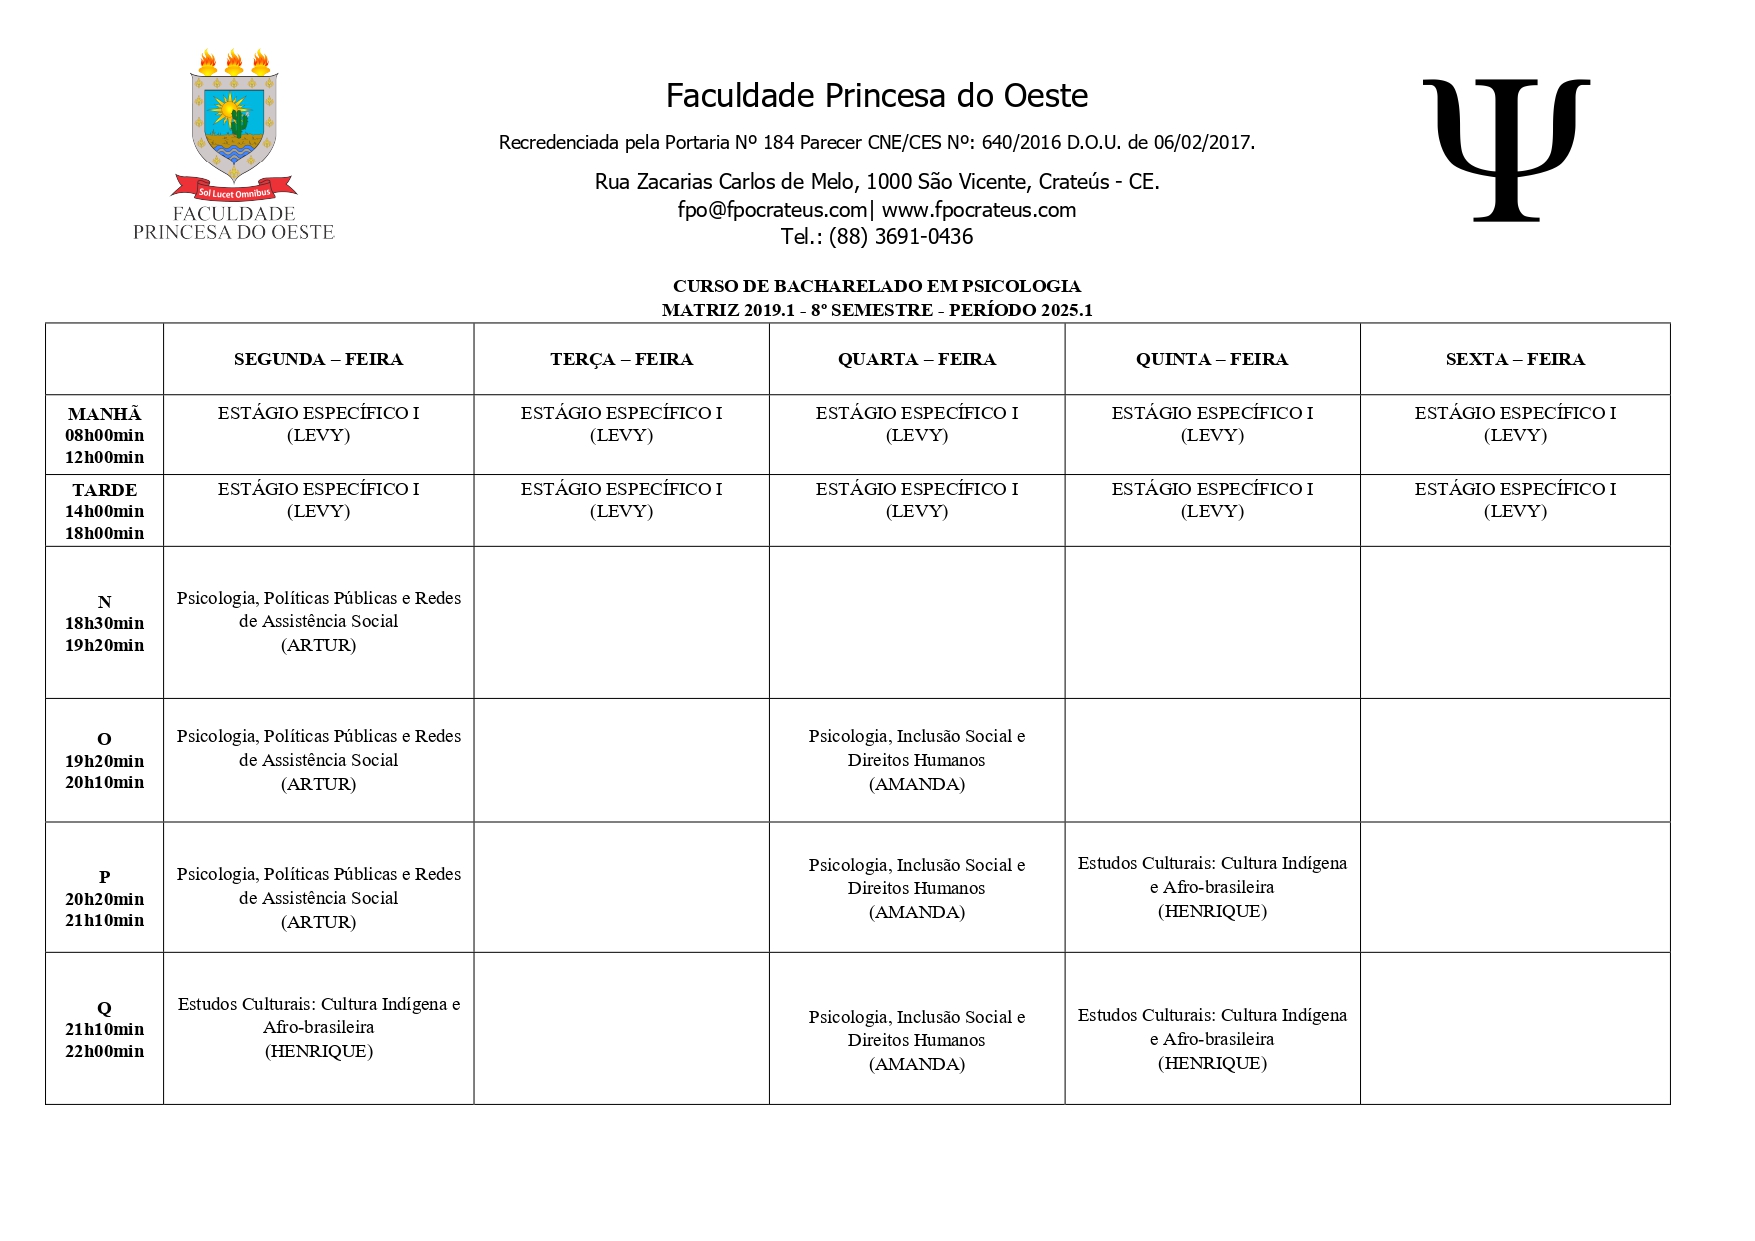 Sol Lucet Omnibus
FACULDADE
PRINCESA DO OESTE
Faculdade Princesa do Oeste
Recredenciada pela Portaria Nº 184 Parecer CNE/CES Nº: 640/2016 D.O.U. de 06/02/2017.
Rua Zacarias Carlos de Melo, 1000 São Vicente, Crateús - CE.
fpo@fpocrateus.com| www.fpocrateus.com
Tel.: (88) 3691-0436
Ψ
CURSO DE BACHARELADO EM PSICOLOGIA
MATRIZ 2019.1 - 8º SEMESTRE - PERÍODO 2025.1
SEGUNDA – FEIRA
TERÇA – FEIRA
QUARTA – FEIRA
QUINTA – FEIRA
SEXTA – FEIRA
MANHÃ
08h00min
12h00min
ESTÁGIO ESPECÍFICO I
(LEVY)
ESTÁGIO ESPECÍFICO I
(LEVY)
ESTÁGIO ESPECÍFICO I
(LEVY)
ESTÁGIO ESPECÍFICO I
(LEVY)
ESTÁGIO ESPECÍFICO I
(LEVY)
TARDE
14h00min
18h00min
ESTÁGIO ESPECÍFICO I
(LEVY)
ESTÁGIO ESPECÍFICO I
(LEVY)
ESTÁGIO ESPECÍFICO I
(LEVY)
ESTÁGIO ESPECÍFICO I
(LEVY)
ESTÁGIO ESPECÍFICO I
(LEVY)
N
18h30min
19h20min
Psicologia, Políticas Públicas e Redes
de Assistência Social
(ARTUR)
O
19h20min
20h10min
Psicologia, Políticas Públicas e Redes
de Assistência Social
(ARTUR)
Psicologia, Inclusão Social e
Direitos Humanos
(AMANDA)
P
20h20min
21h10min
Psicologia, Políticas Públicas e Redes
de Assistência Social
(ARTUR)
Psicologia, Inclusão Social e
Direitos Humanos
(AMANDA)
Estudos Culturais: Cultura Indígena
e Afro-brasileira
(HENRIQUE)
Q
21h10min
22h00min
Estudos Culturais: Cultura Indígena e
Afro-brasileira
(HENRIQUE)
Psicologia, Inclusão Social e
Direitos Humanos
(AMANDA)
Estudos Culturais: Cultura Indígena
e Afro-brasileira
(HENRIQUE)